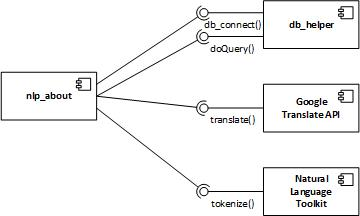 db_connect()
db_helper
doQuery()
nlp_about
Google
Translate API
translate()
Natural
Language
Toolkit
tokenize()